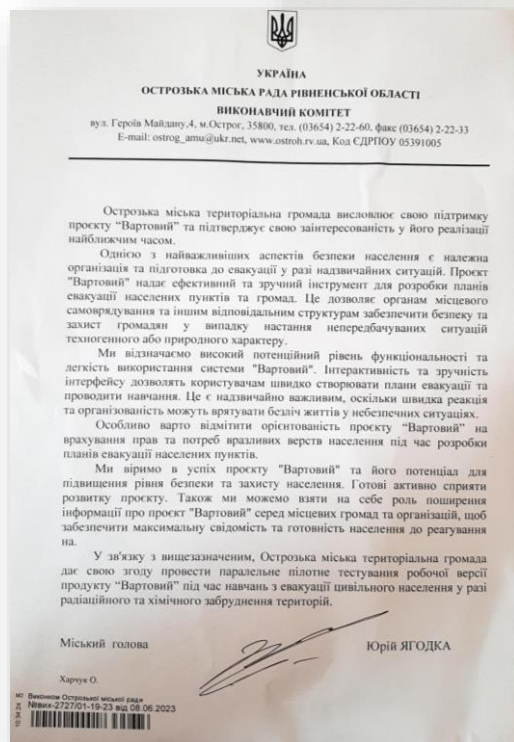 УКРАЇНА
ОСТРОЗЬКА МІСЬКА РАДА РІВНЕНСЬКОЇ ОБЛАСТІ
ВИКОНАВЧИЙ КОМІТЕТ
вул. Героїв Майдану,4, м.Острог, 35800, тел. (03654) 2-22-60, факс (03654) 2-22-33
E-mail: ostrog_amu@ukr.net, www.ostroh.rv.ua, Код ЄДРПОУ 05391005
Острозька міська територіальна громада висловлює свою підтримку
проєкту “Вартовий” та підтверджує свою заінтересованість у його реалізації
найближчим часом.
Однією з найважливіших аспектів безпеки населення є належна
організація та підготовка до евакуації у разі надзвичайних ситуацій. Проєкт
"Вартовий" надає ефективний та зручний інструмент для розробки планів
евакуації населених пунктів та громад. Це дозволяє органам місцевого
самоврядування та іншим відповідальним структурам забезпечити безпеку та
захист громадян у випадку настання непередбачуваних ситуацій
техногенного або природного характеру.
Ми відзначаємо високий потенційний рівень функціональності та
легкість використання системи "Вартовий". Інтерактивність та зручність
інтерфейсу дозволять користувачам швидко створювати плани евакуації та
проводити навчання. Це є надзвичайно важливим, оскільки швидка реакція
та організованість можуть врятувати безліч життів у небезпечних ситуаціях.
Особливо варто відмітити орієнтованість проєкту “Вартовий” на
врахування прав та потреб вразливих верств населення під час розробки
планів евакуації населених пунктів.
Ми віримо в успіх проєкту "Вартовий" та його потенціал для
підвищення рівня безпеки та захисту населення. Готові активно сприяти
розвитку проєкту. Також ми можемо взяти на себе роль поширення
інформації про проєкт "Вартовий" серед місцевих громад та організацій, щоб
забезпечити максимальну свідомість та готовність населення до реагування
на.
У зв'язку з вищезазначеним, Острозька міська територіальна громада
дає свою згоду провести паралельне пілотне тестування робочої версії
продукту “Вартовий” під час навчань з евакуації цивільного населення у разі
радіаційного та хімічного забруднення територій.
Міський голова Юрій ЯГОДКА
Харчук О.
М2 Виконком Острозької міської ради
№вих-2727/01-19-23 від 08.06.2023
10:34:24